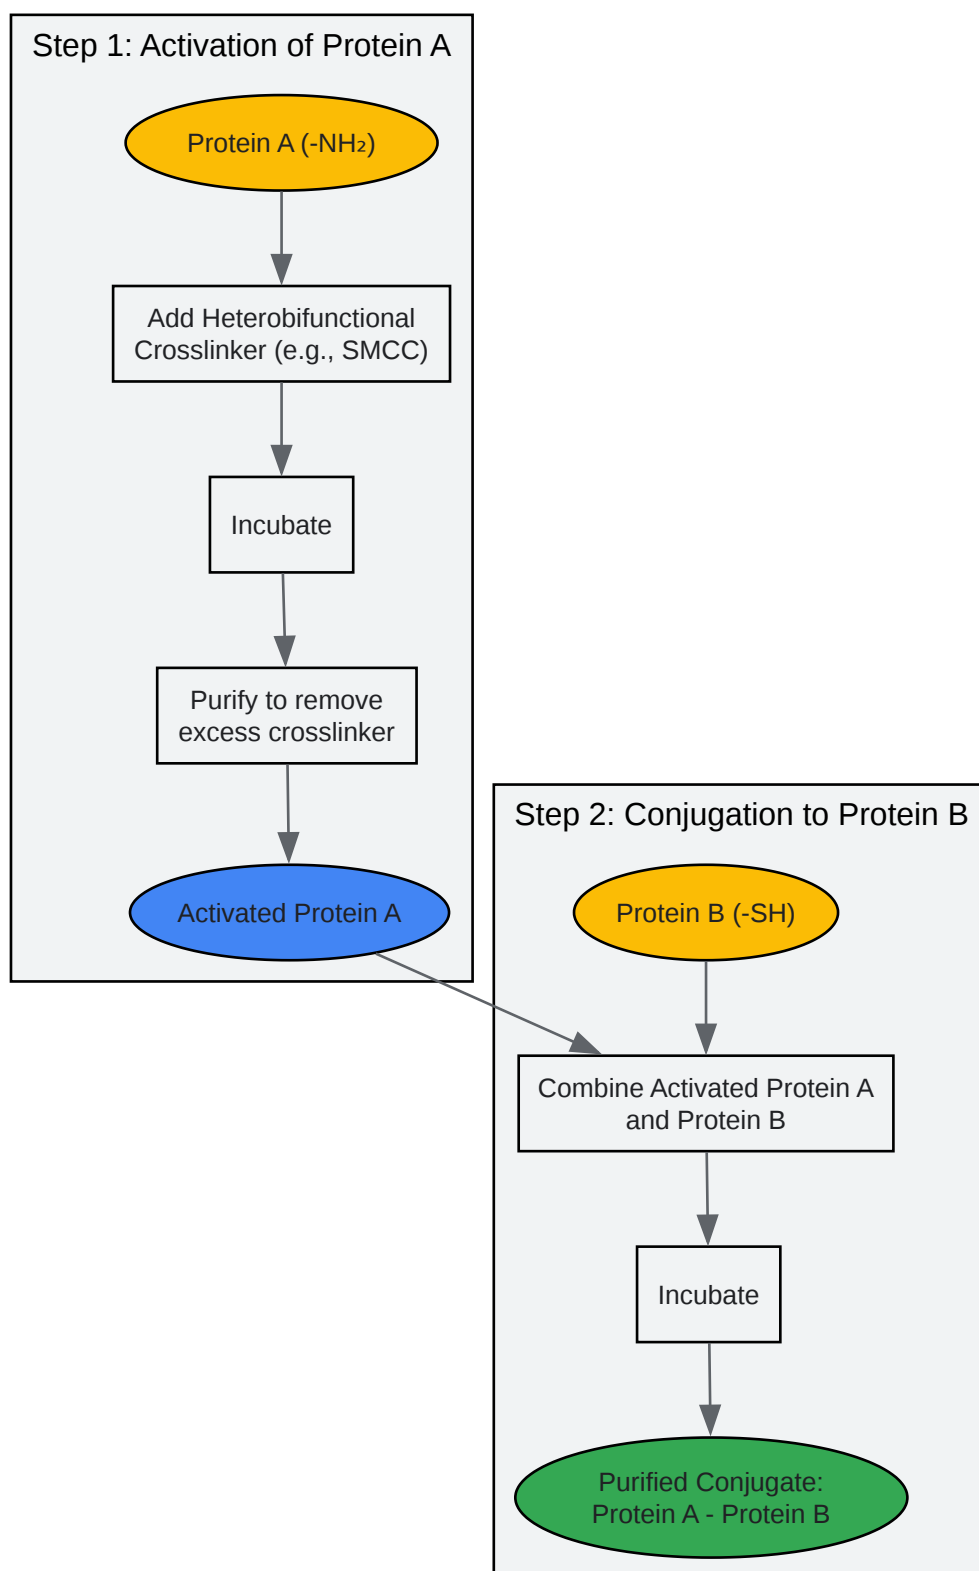 Step 1: Activation of Protein A
Protein A (-NH₂)
Add Heterobifunctional
Crosslinker (e.g., SMCC)
Incubate
Purify to remove
excess crosslinker
Activated Protein A
Step 2: Conjugation to Protein B
Protein B (-SH)
Combine Activated Protein A
and Protein B
Incubate
Purified Conjugate:
Protein A - Protein B